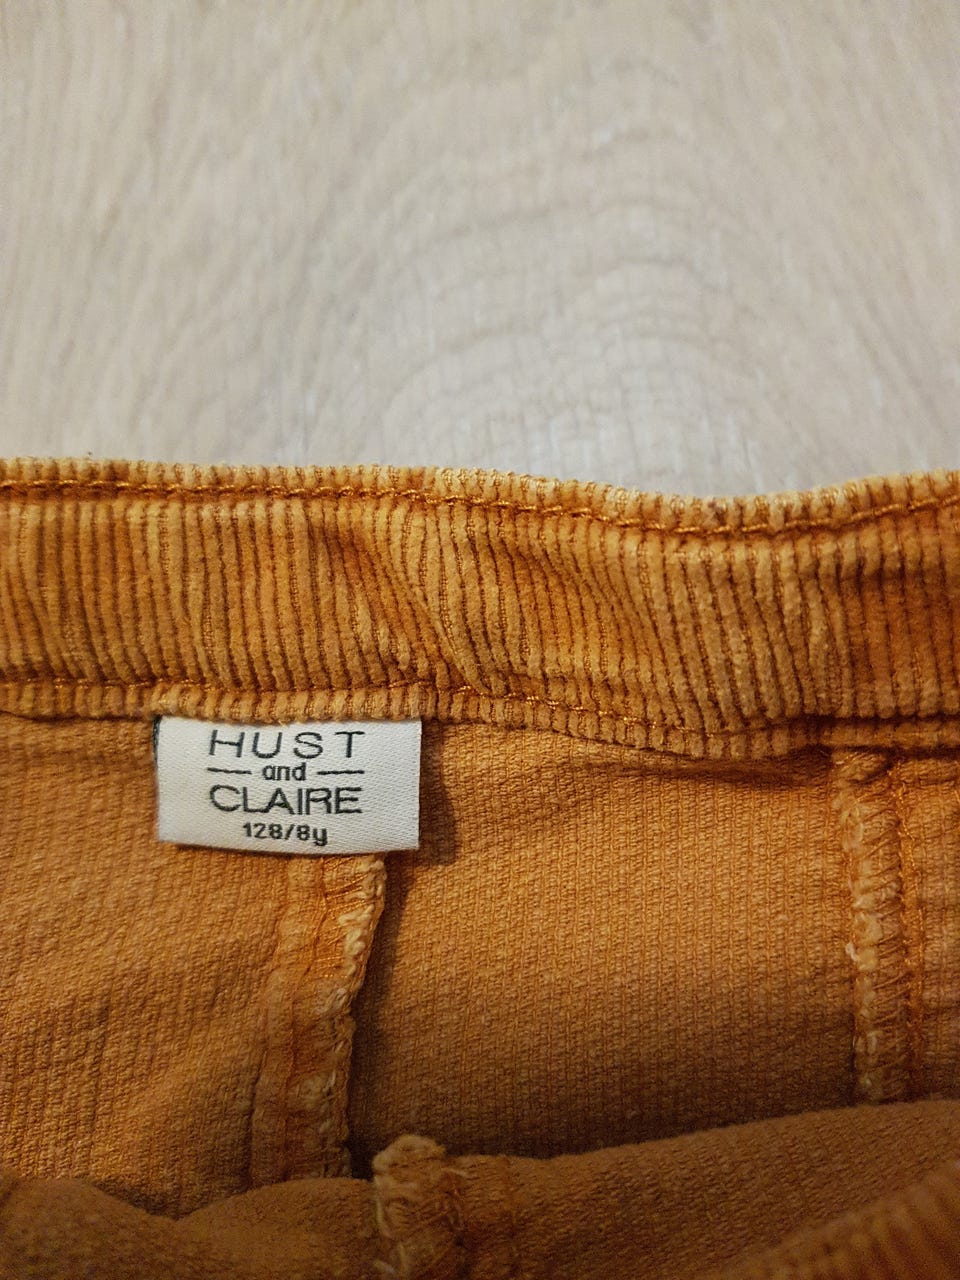 HUST
and
CLAIRE
128/8y